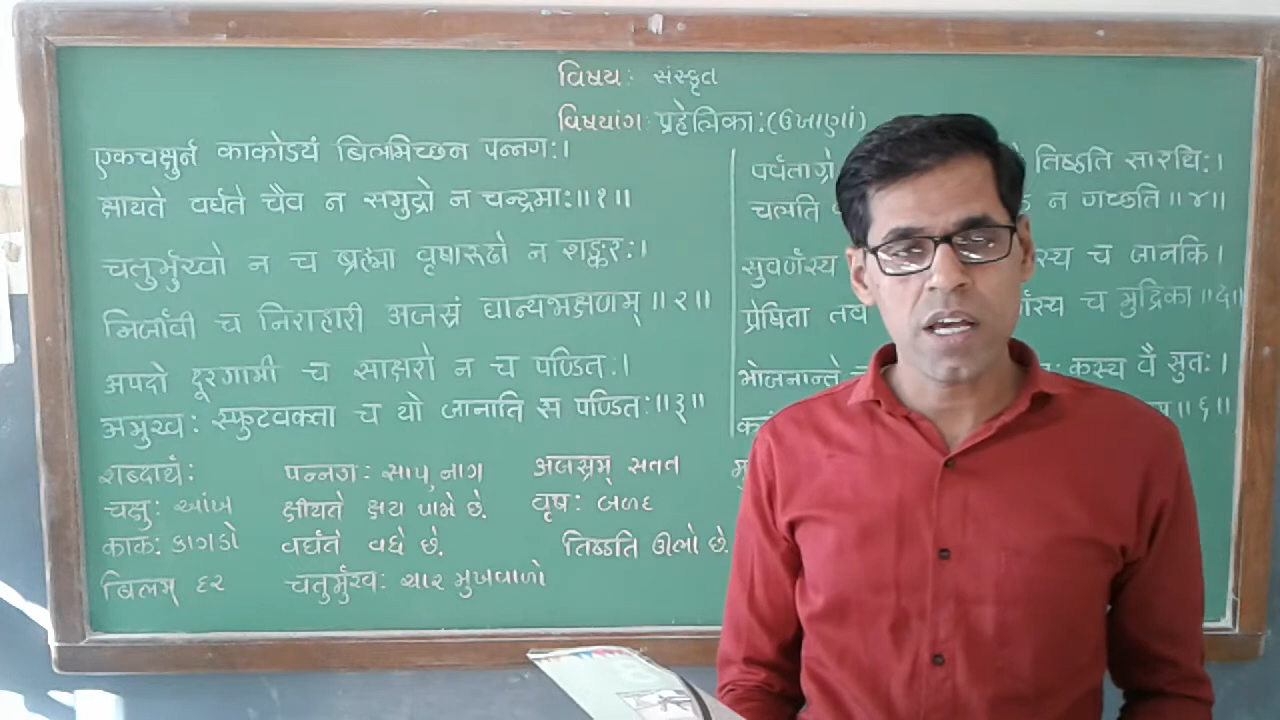 વિષય: संस्कृत
વિષયાંગ: प्रहेलिका:(ઉખાણાં)
एकचक्षुर्न काकोऽयं बिलमिच्छन्न पन्नग:।
क्षीयते वर्धते चैव न समुद्रो न चन्द्रमा:॥१॥
चतुर्मुखो न च ब्रह्मा वृषारूढो न शङ्कर:।
निर्जीवी च निराहारी अजस्रं धान्यभक्षणम्॥२॥
अपदो दूरगामी च साक्षरो न च पण्डित:।
अमुख: स्फुटवक्ता च यो जानाति स पण्डित:॥३॥
पर्वताग्रे तिष्ठति सारथि:।
चलति न गच्छति॥४॥
सुवर्णस्य च जानकि।
प्रेषिता तव च मुद्रिका॥५॥
भोजनान्ते कस्य वै सुत:।
॥६॥
शब्दार्थ:
चक्षु: આંખ
काक: કાગડો
बिलम् દર
पन्नग: સાપ, નાગ
क्षीयते ક્ષય પામે છે.
वर्धते વધે છે.
चतुर्मुख: ચાર મુખવાળો
अजस्रम् સતત
वृष: બળદ
तिष्ठति ઊભો છે.